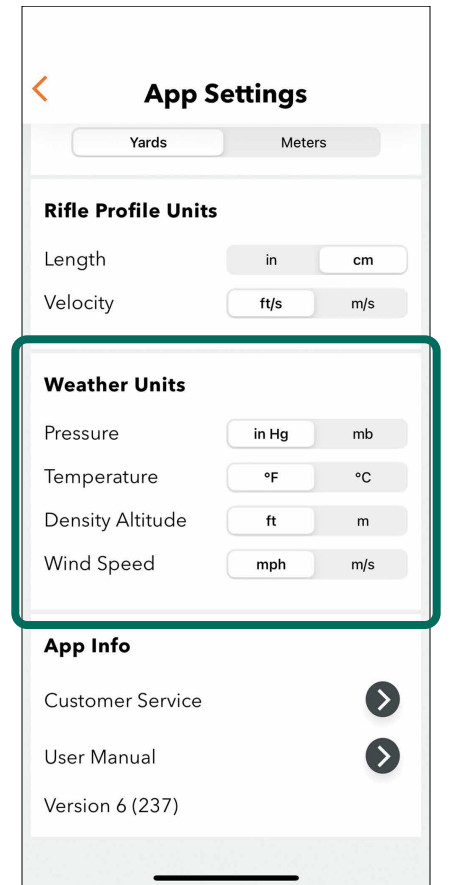 App Settings
Yards Meters
Rifle Profile Units
Length in cm
Velocity ft/s m/s
Weather Units
Pressure in Hg mb
Temperature °F °C
Density Altitude ft m
Wind Speed mph m/s
App Info
Customer Service
User Manual
Version 6 (237)